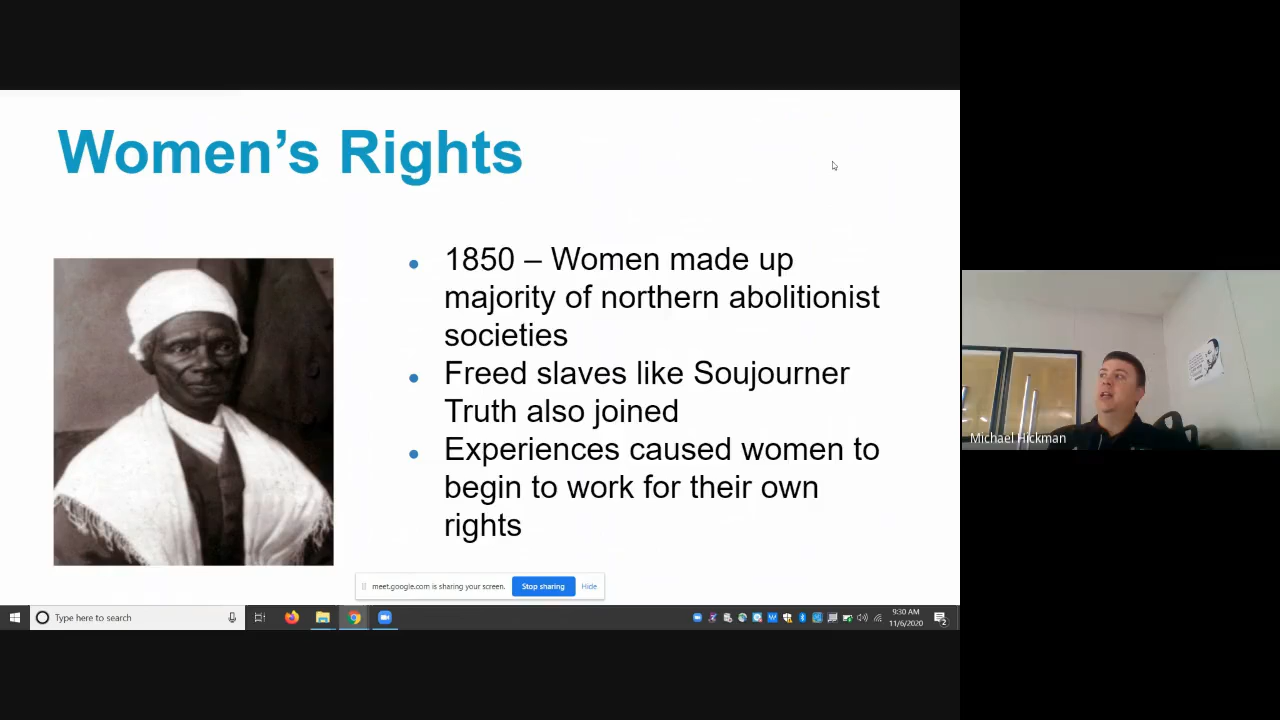 Women's Rights
• 1850 – Women made up
majority of northern abolitionist
societies
• Freed slaves like Soujourner
Truth also joined
• Experiences caused women to
begin to work for their own
rights
Michael Hickman
meet.google.com is sharing your screen.
Stop sharing
Hide
Type here to search
9:30 AM
11/6/2020
2